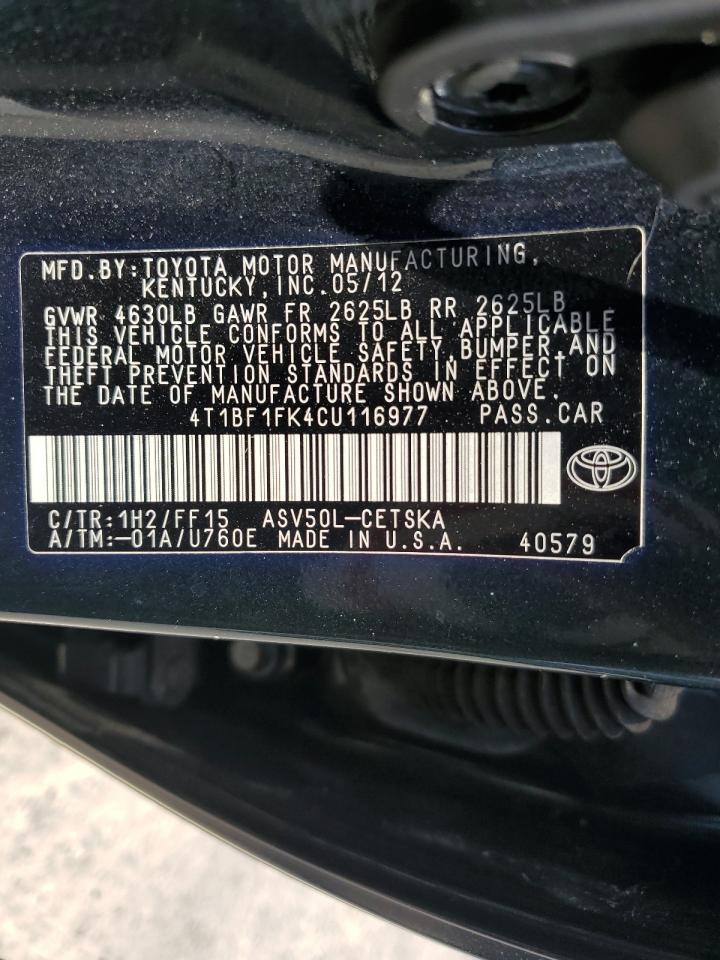 MFD.BY:TOYOTA MOTOR MANUFACTURING,
KENTUCKY,INC.05/12
GVWR 4630LB GAWR FR 2625LB RR 2625LB
THIS VEHICLE CONFORMS TO ALL APPLICABLE
FEDERAL MOTOR VEHICLE SAFETY,BUMPER,AND
THEFT PREVENTION STANDARDS IN EFFECT ON
THE DATE OF MANUFACTURE SHOWN ABOVE.
4T1BF1FK4CU116977 PASS.CAR
C/TR:1H2/FF15 ASV50L-CETSKA
A/TM:-01A/U760E MADE IN U.S.A. 40579